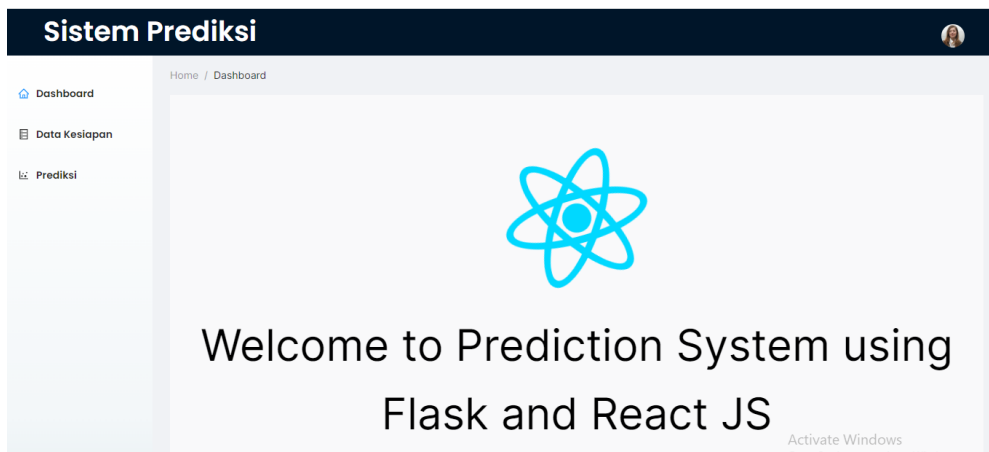 Sistem Prediksi
Home / Dashboard
Dashboard
Data Kesiapan
Prediksi
Welcome to Prediction System using
Flask and React JS
Activate Windows